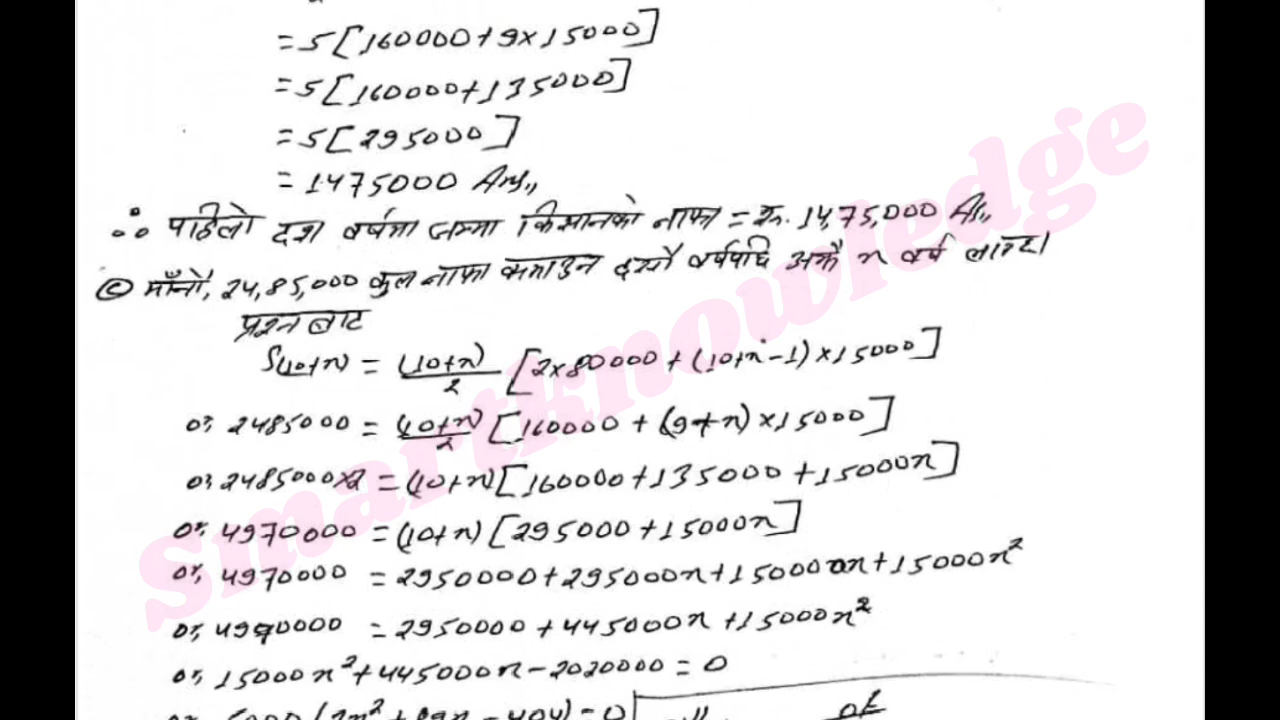 =5[160000+9×15000]
=5[160000+135000]
=5[295000]
=1475000 Ans.,,
∴ पहिलो दश वर्षमा जम्मा किसानको नाफा = रु. 14,75,000 Ans.,,
© मानौं, 24,85,000 कुल नाफा कमाउन दशौं वर्षपछि अझै n वर्ष लाग्छ।
प्रश्न बाट
S(10+n) = (10+n)/2 [2×80000+(10+n-1)×15000]
or, 2485000 = (10+n)/2 [160000+(9+n)×15000]
or, 2485000×2 = (10+n)[160000+135000+15000n]
or, 4970000 = (10+n)[295000+15000n]
or, 4970000 = 2950000+295000n+150000n+15000n²
or, 4970000 = 2950000+445000n+15000n²
or, 15000n²+445000n-2020000=0
Smartknowledge